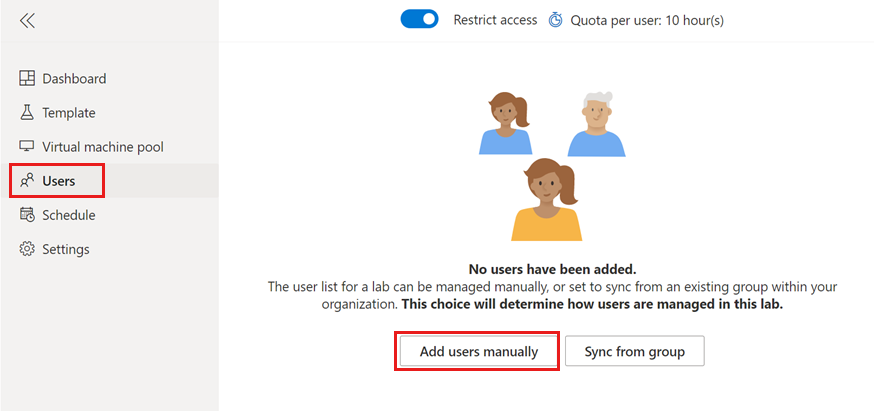 Restrict access
Quota per user: 10 hour(s)
Dashboard
Template
Virtual machine pool
Users
Schedule
Settings
No users have been added.
The user list for a lab can be managed manually, or set to sync from an existing group within your
organization. This choice will determine how users are managed in this lab.
Add users manually
Sync from group